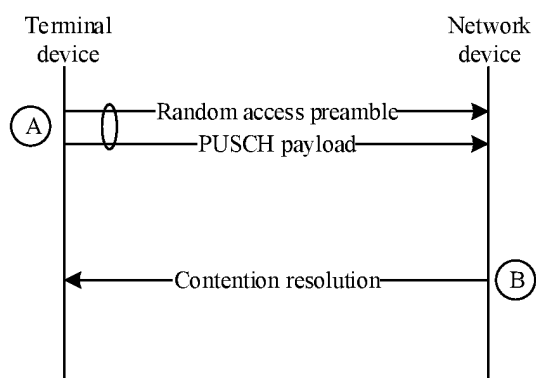 Terminal
device
Network
device
A
Random access preamble
PUSCH payload
Contention resolution
B